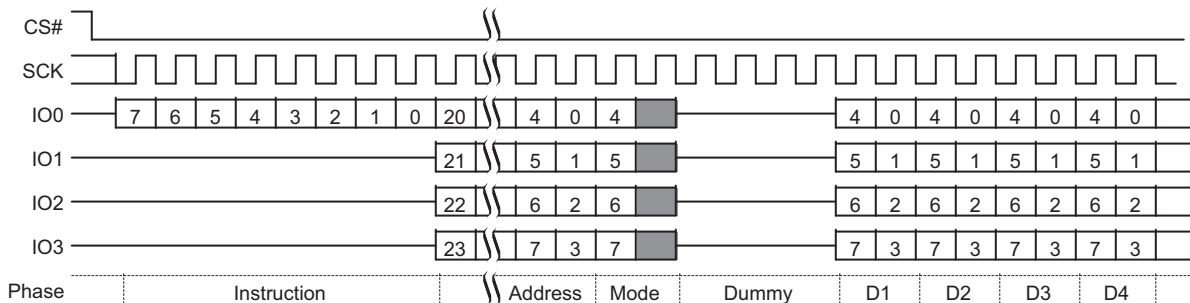 CS#
SCK
IO0 7 6 5 4 3 2 1 0 20 4 0 4 4 0 4 0 4 0 4 0
IO1 21 5 1 5 5 1 5 1 5 1 5 1
IO2 22 6 2 6 6 2 6 2 6 2 6 2
IO3 23 7 3 7 7 3 7 3 7 3 7 3
Phase Instruction Address Mode Dummy D1 D2 D3 D4